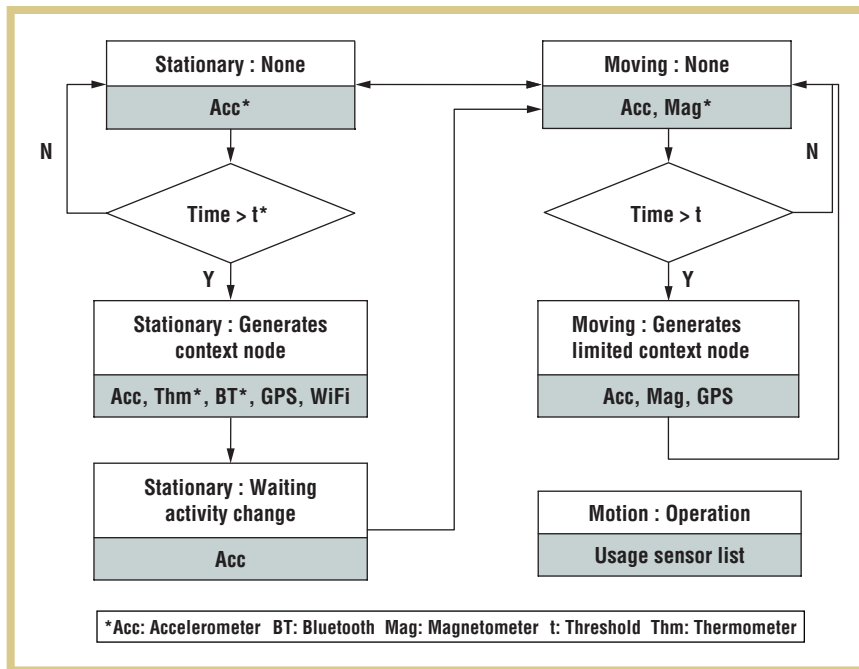 Stationary : None
Acc*
N
Time > t*
Y
Stationary : Generates
context node
Acc, Thm*, BT*, GPS, WiFi
Stationary : Waiting
activity change
Acc
Moving : None
Acc, Mag*
N
Time > t
Y
Moving : Generates
limited context node
Acc, Mag, GPS
Motion : Operation
Usage sensor list
*Acc: Accelerometer BT: Bluetooth Mag: Magnetometer t: Threshold Thm: Thermometer